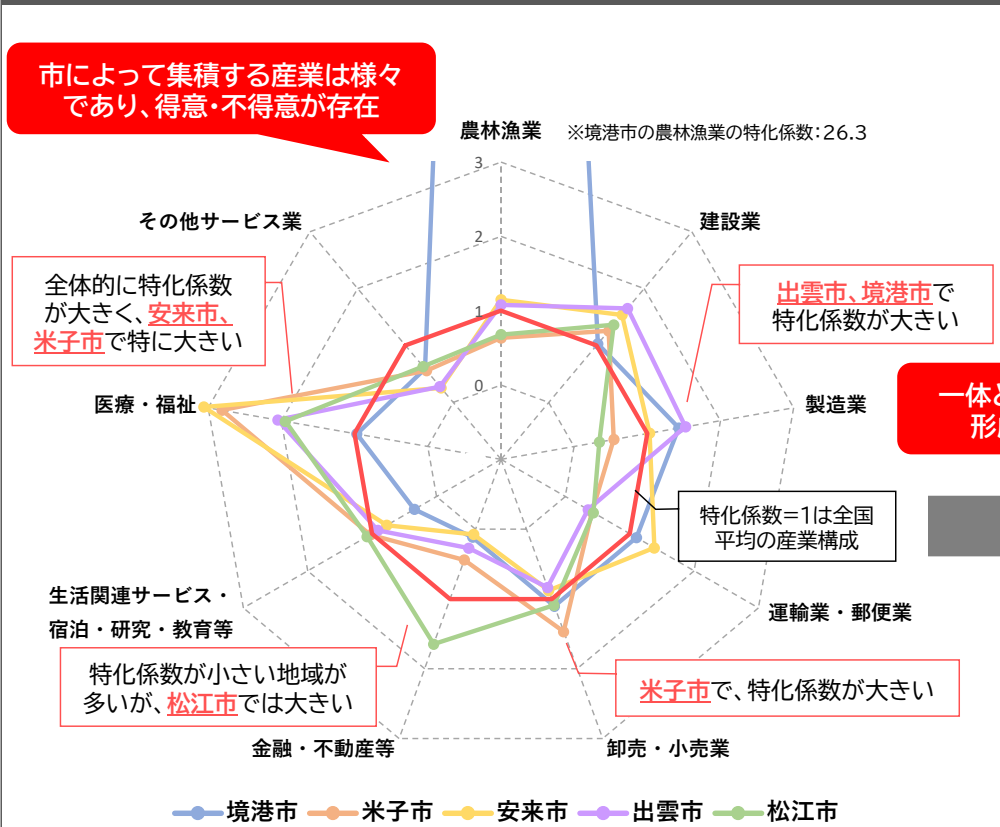 市によって集積する産業は様々
であり、得意・不得意が存在
農林漁業
※境港市の農林漁業の特化係数：26.3
3
2
1
0
その他サービス業
建設業
全体的に特化係数
が大きく、安来市、
米子市で特に大きい
出雲市、境港市で
特化係数が大きい
医療・福祉
製造業
一体と
特化係数＝1は全国
平均の産業構成
生活関連サービス・
宿泊・研究・教育等
運輸業・郵便業
特化係数が小さい地域が
多いが、松江市では大きい
米子市で、特化係数が大きい
金融・不動産等
卸売・小売業
境港市 米子市 安来市 出雲市 松江市